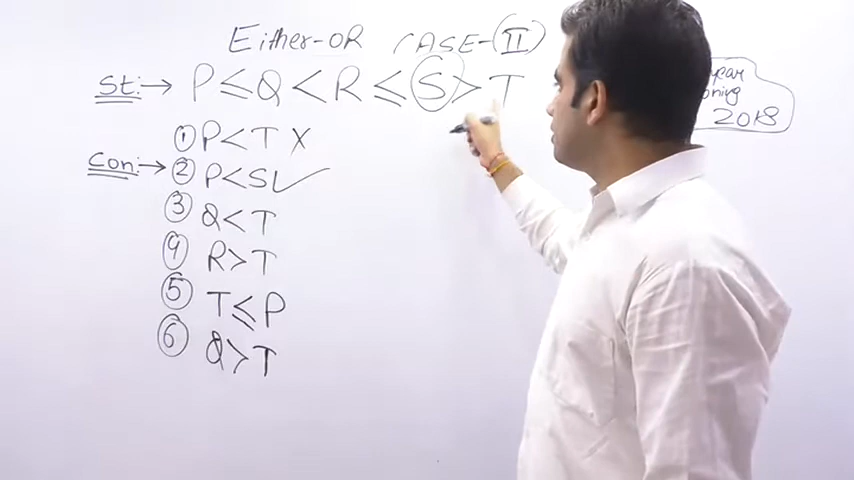 Either-OR CASE-II
St:→ P ≤ Q < R ≤ S > T
2018
① P < T X
Con:→ ② P < S ✓
③ Q < T
④ R > T
⑤ T ≤ P
⑥ Q > T